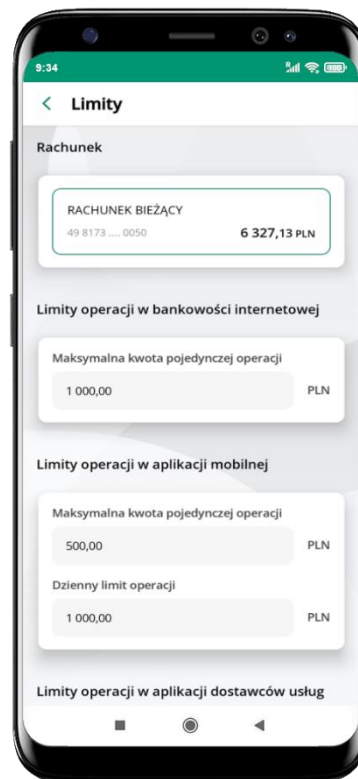 9:34
Limity
Rachunek
RACHUNEK BIEŻĄCY
49 8173 .... 0050 6 327,13 PLN
Limity operacji w bankowości internetowej
Maksymalna kwota pojedynczej operacji
1 000,00 PLN
Limity operacji w aplikacji mobilnej
Maksymalna kwota pojedynczej operacji
500,00 PLN
Dzienny limit operacji
1 000,00 PLN
Limity operacji w aplikacji dostawców usług